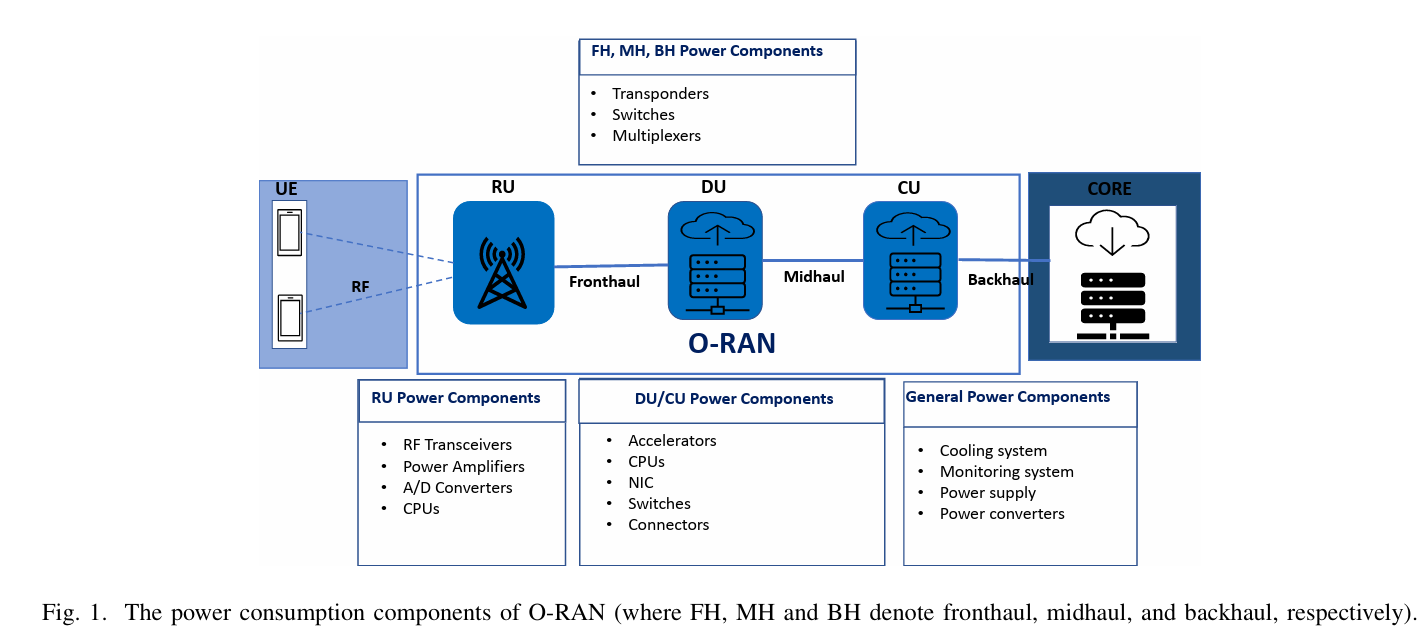 FH, MH, BH Power Components
• Transponders
• Switches
• Multiplexers
UE
RU
DU
CU
CORE
RF
Fronthaul
Midhaul
Backhaul
O-RAN
RU Power Components
• RF Transceivers
• Power Amplifiers
• A/D Converters
• CPUs
DU/CU Power Components
• Accelerators
• CPUs
• NIC
• Switches
• Connectors
General Power Components
• Cooling system
• Monitoring system
• Power supply
• Power converters
Fig. 1. The power consumption components of O-RAN (where FH, MH and BH denote fronthaul, midhaul, and backhaul, respectively).